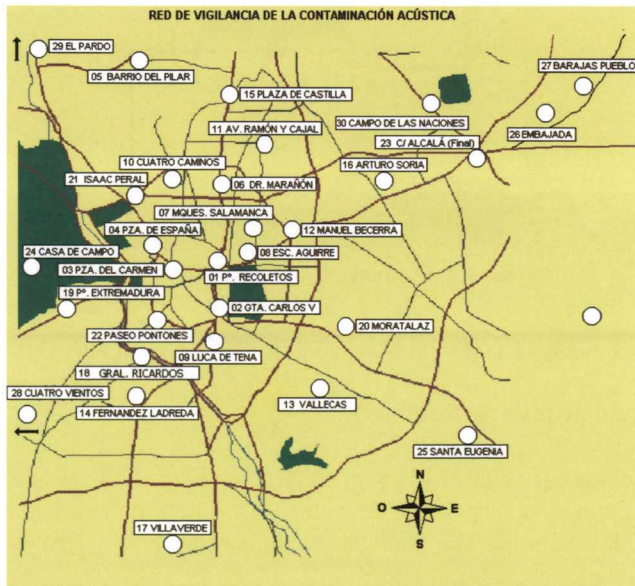 RED DE VIGILANCIA DE LA CONTAMINACIÓN ACÚSTICA
29 EL PARDO
05 BARRIO DEL PILAR
27 BARAJAS PUEBLO
15 PLAZA DE CASTILLA
30 CAMPO DE LAS NACIONES
11 AV. RAMÓN Y CAJAL
26 EMBAJADA
23 C/ ALCALÁ (Final)
10 CUATRO CAMINOS
16 ARTURO SORIA
21 ISAAC PERAL
06 DR. MARAÑÓN
07 MQUES. SALAMANCA
04 PZA. DE ESPAÑA
12 MANUEL BECERRA
24 CASA DE CAMPO
08 ESC. AGUIRRE
03 PZA. DEL CARMEN
01 Pº. RECOLETOS
19 Pº. EXTREMADURA
02 GTA. CARLOS V
22 PASEO PONTONES
20 MORATALAZ
09 LUCA DE TENA
18 GRAL. RICARDOS
28 CUATRO VIENTOS
14 FERNANDEZ LADREDA
13 VALLECAS
25 SANTA EUGENIA
N
O E
S
17 VILLAVERDE